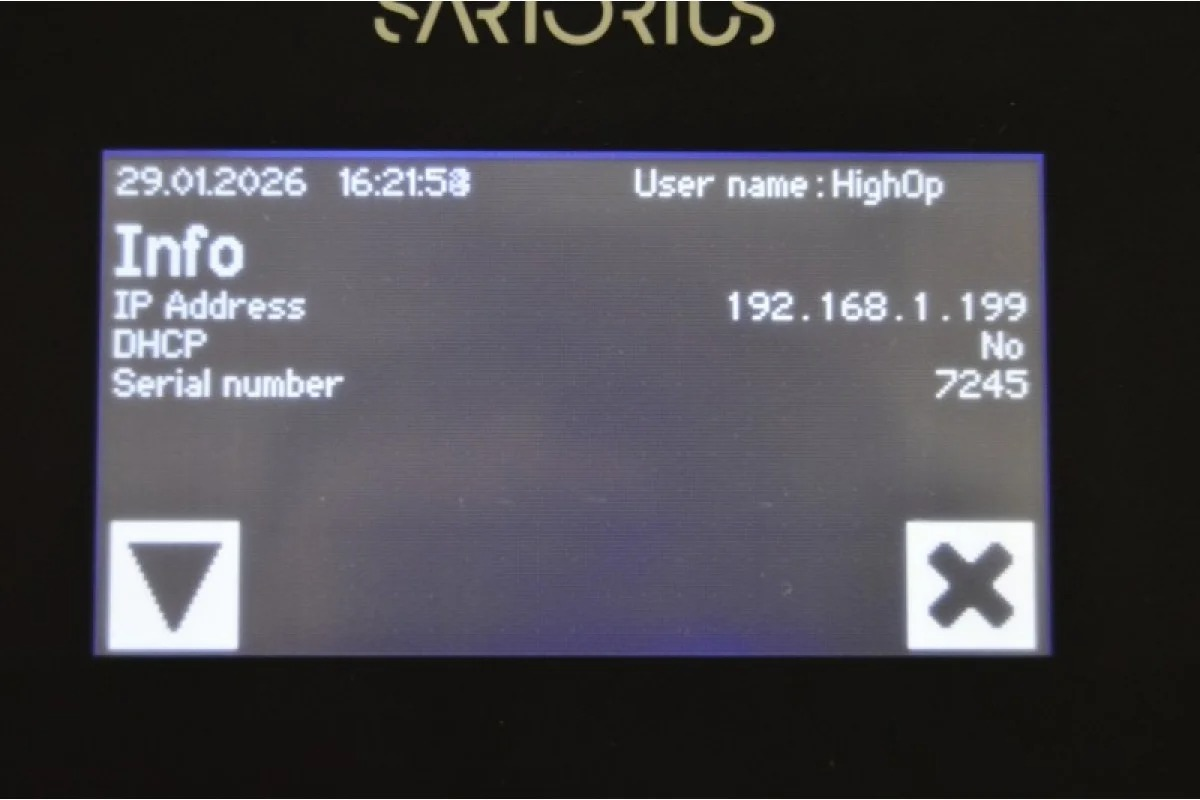 SARTORIUS
29.01.2026 16:21:58 User name:HighOp
Info
IP Address 192.168.1.199
DHCP No
Serial number 7245